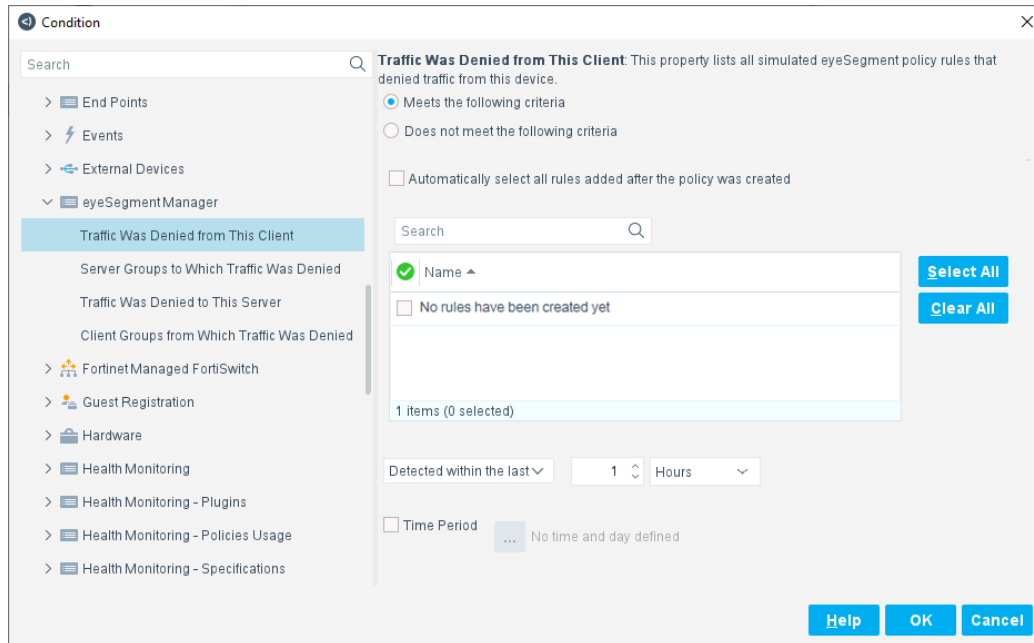 Condition
Search
End Points
Events
External Devices
eyeSegment Manager
Traffic Was Denied from This Client
Server Groups to Which Traffic Was Denied
Traffic Was Denied to This Server
Client Groups from Which Traffic Was Denied
Fortinet Managed FortiSwitch
Guest Registration
Hardware
Health Monitoring
Health Monitoring - Plugins
Health Monitoring - Policies Usage
Health Monitoring - Specifications
Traffic Was Denied from This Client: This property lists all simulated eyeSegment policy rules that
denied traffic from this device.
Meets the following criteria
Does not meet the following criteria
Automatically select all rules added after the policy was created
Search
Name
No rules have been created yet
1 items (0 selected)
Select All
Clear All
Detected within the last 1 Hours
Time Period ... No time and day defined
Help OK Cancel